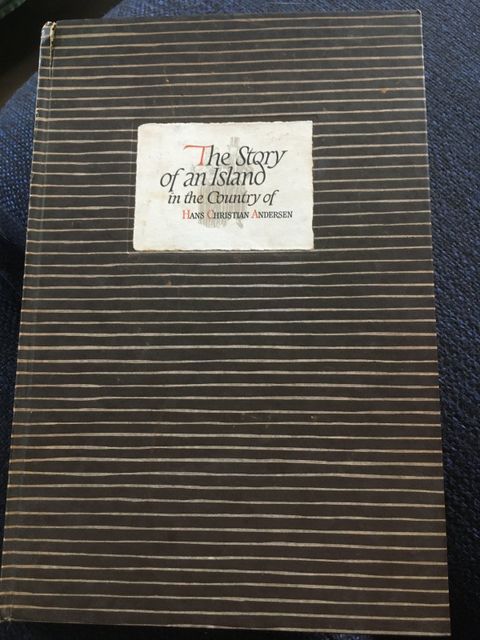 The Story
of an Island
in the Country of
HANS CHRISTIAN ANDERSEN